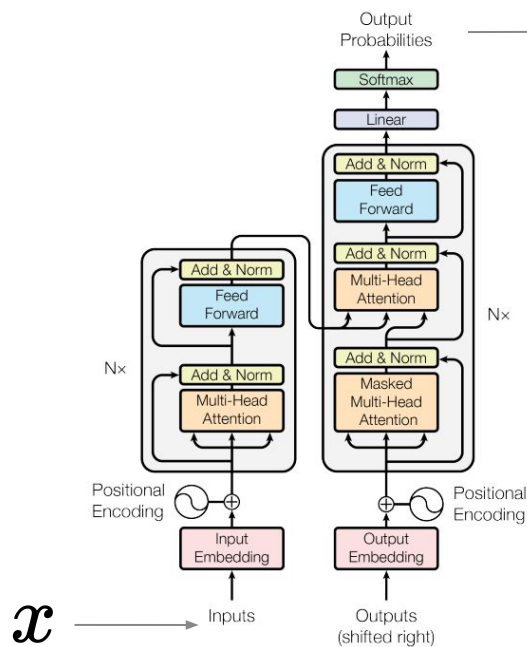 Output
Probabilities
Softmax
Linear
Add & Norm
Feed
Forward
Add & Norm
Multi-Head
Attention
Add & Norm
Masked
Multi-Head
Attention
N×
Add & Norm
Feed
Forward
Add & Norm
Multi-Head
Attention
N×
Positional
Encoding
Positional
Encoding
Input
Embedding
Output
Embedding
x
Inputs
Outputs
(shifted right)